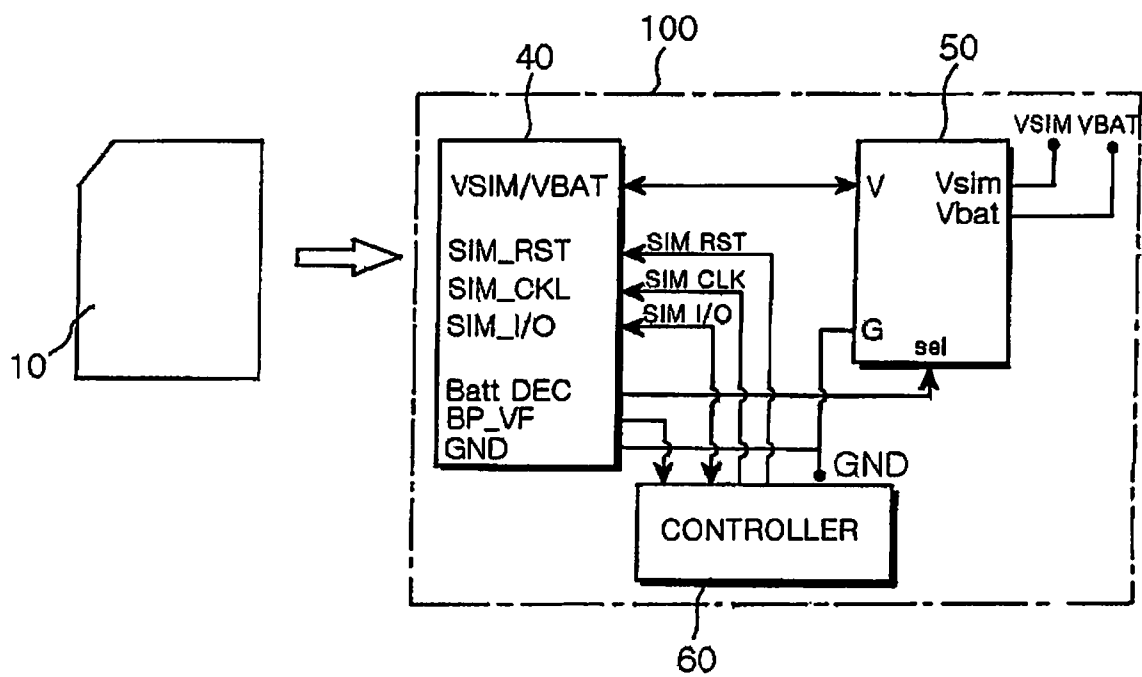 100
40
50
VSIM VBAT
VSIM/VBAT
V
Vsim
Vbat
SIM_RST
SIM RST
SIM_CKL
SIM CLK
SIM_I/O
SIM I/O
G
sel
10
Batt DEC
BP_VF
GND
GND
CONTROLLER
60